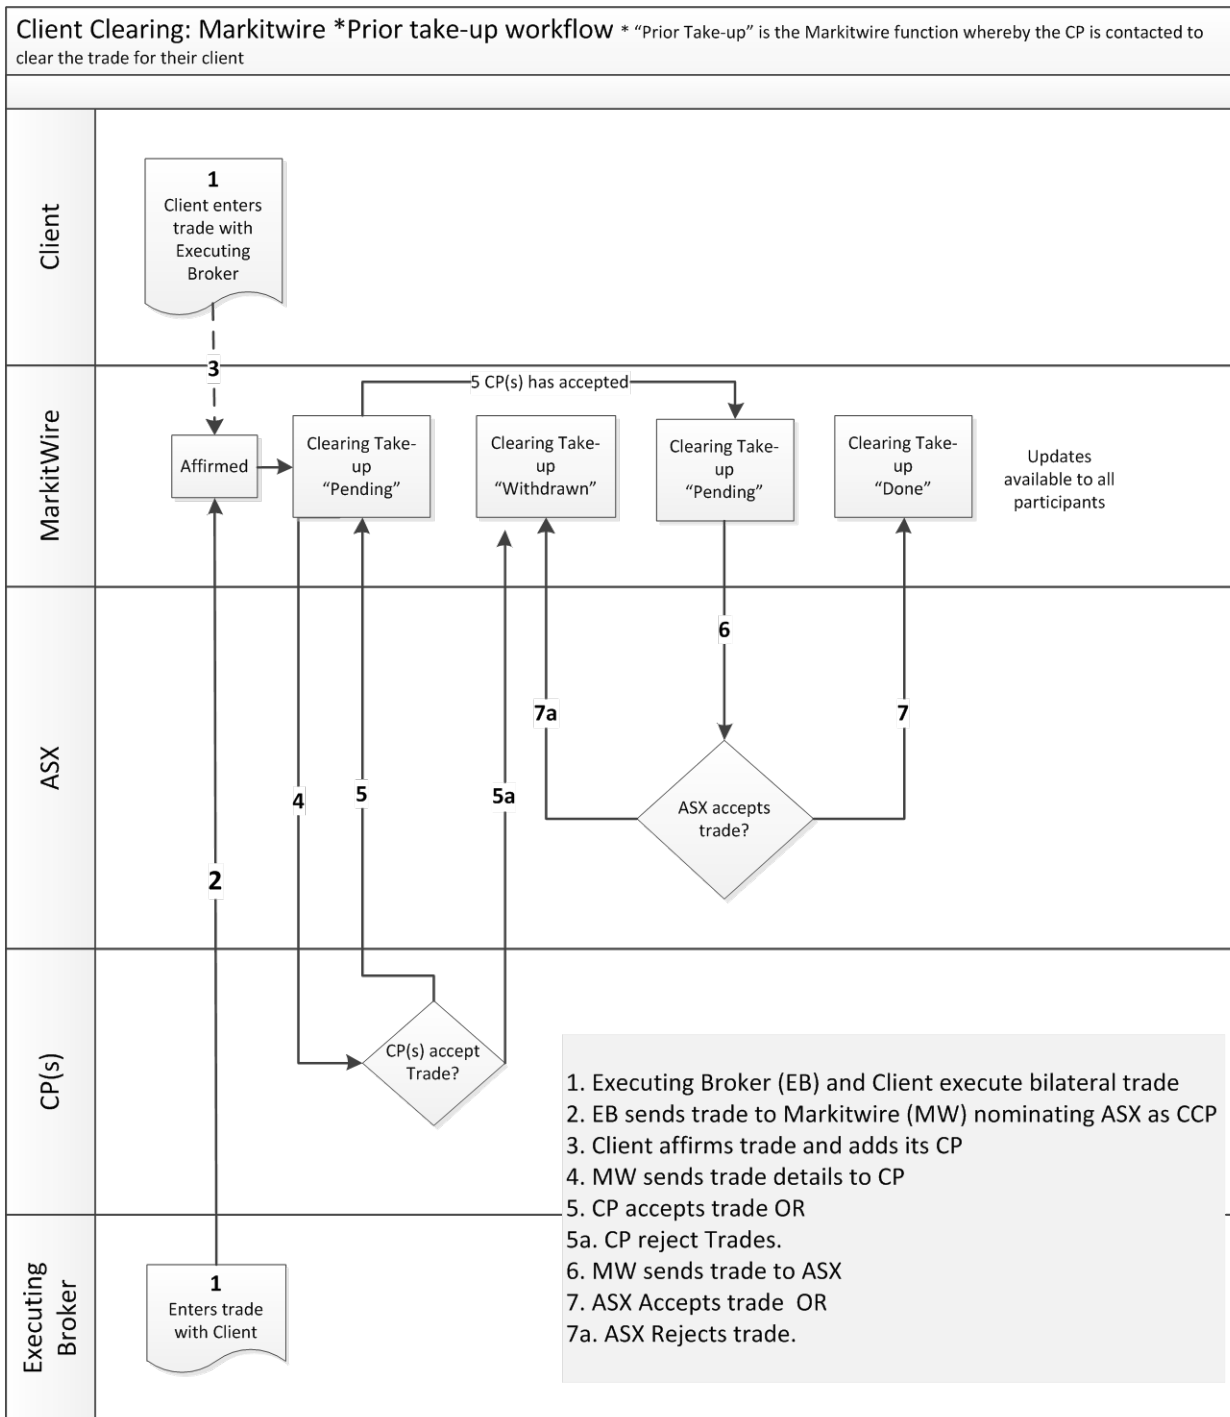 Client Clearing: Markitwire *Prior take-up workflow * “Prior Take-up” is the Markitwire function whereby the CP is contacted to
clear the trade for their client
Client
1
Client enters
trade with
Executing
Broker
3
MarkitWire
5 CP(s) has accepted
Affirmed
Clearing Take-
up
“Pending”
Clearing Take-
up
“Withdrawn”
Clearing Take-
up
“Pending”
Clearing Take-
up
“Done”
Updates
available to all
participants
ASX
2
4
5
5a
7a
6
7
ASX accepts
trade?
CP(s)
CP(s) accept
Trade?
Executing
Broker
1
Enters trade
with Client
1. Executing Broker (EB) and Client execute bilateral trade
2. EB sends trade to Markitwire (MW) nominating ASX as CCP
3. Client affirms trade and adds its CP
4. MW sends trade details to CP
5. CP accepts trade OR
5a. CP reject Trades.
6. MW sends trade to ASX
7. ASX Accepts trade  OR
7a. ASX Rejects trade.